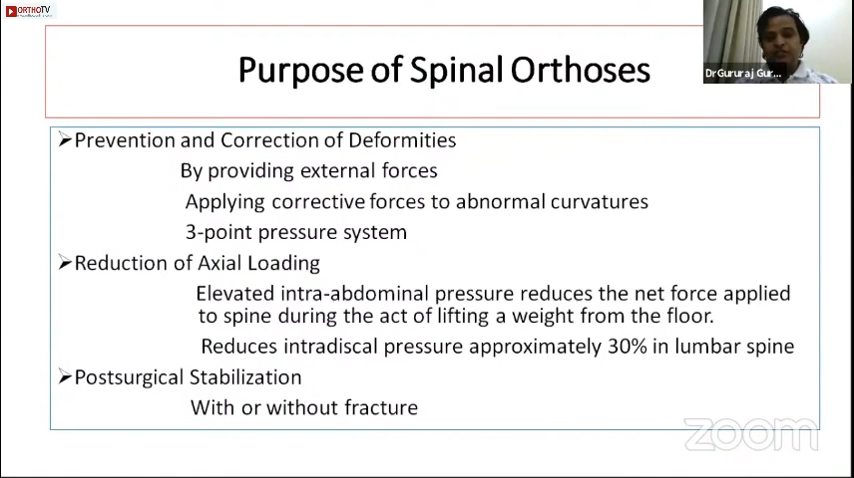 ORTHOTV
Purpose of Spinal Orthoses
Dr Gururaj Gur...
➢Prevention and Correction of Deformities
By providing external forces
Applying corrective forces to abnormal curvatures
3-point pressure system
➢Reduction of Axial Loading
Elevated intra-abdominal pressure reduces the net force applied
to spine during the act of lifting a weight from the floor.
Reduces intradiscal pressure approximately 30% in lumbar spine
➢Postsurgical Stabilization
With or without fracture
zoom